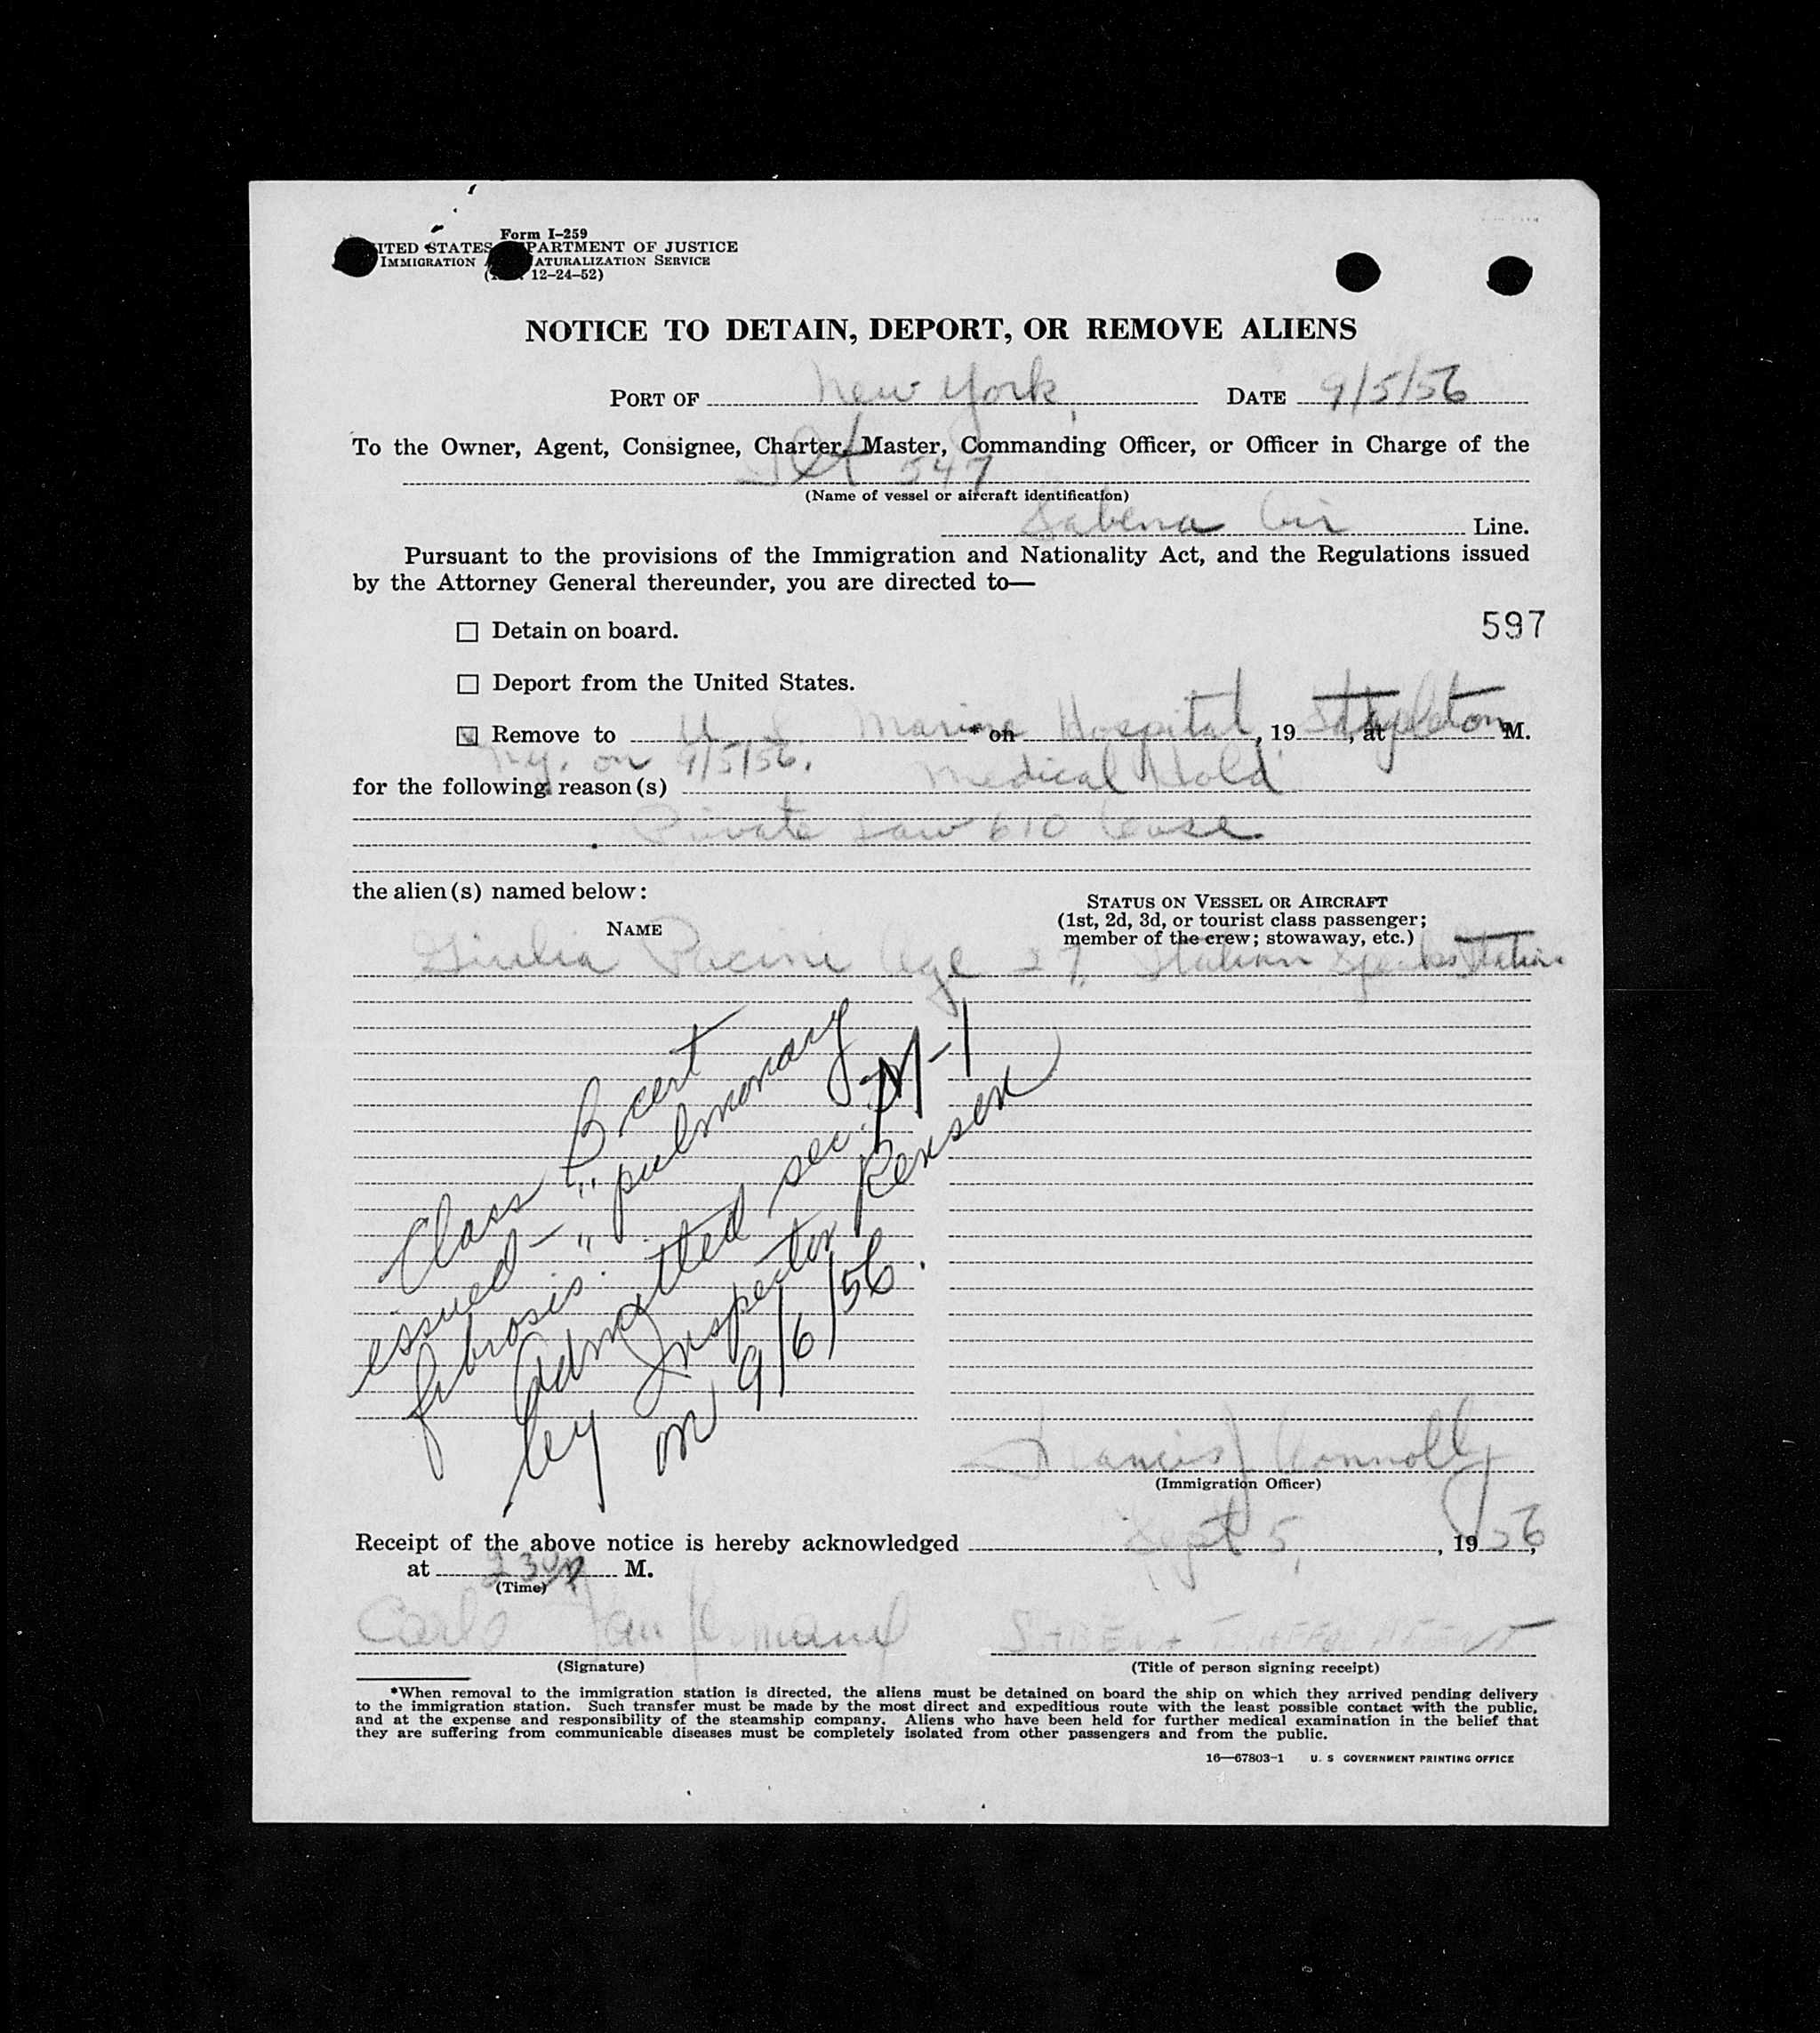 Form I-259
UNITED STATES DEPARTMENT OF JUSTICE
IMMIGRATION NATURALIZATION SERVICE
12-24-52)
NOTICE TO DETAIN, DEPORT, OR REMOVE ALIENS
PORT OF New York DATE 9/5/56
To the Owner, Agent, Consignee, Charter, Master, Commanding Officer, or Officer in Charge of the
547
(Name of vessel or aircraft identification)
Sabena Air Line.
Pursuant to the provisions of the Immigration and Nationality Act, and the Regulations issued
by the Attorney General thereunder, you are directed to—
☐ Detain on board.
597
☐ Deport from the United States.
☑ Remove to U S Marine * on Hospital, 19 , at Stapleton M.
N.Y. on 9/5/56.
for the following reason(s) Medical Hold
Private Law 610 Case
the alien(s) named below:
STATUS ON VESSEL OR AIRCRAFT
(1st, 2d, 3d, or tourist class passenger;
member of the crew; stowaway, etc.)
NAME
Giulia Pacini Age 27 Italian Speaks Italian
Class B cert
issued - "pulmonary
fibrosis."
Admitted sec. M-1
by Inspector Rexsen
on 9/6/56.
Francis J Connolly
(Immigration Officer)
Receipt of the above notice is hereby acknowledged Sept 5, 1956,
at M.
(Time)
Carlo Van
SABENA TRAFFIC AGENT
(Signature)
(Title of person signing receipt)
*When removal to the immigration station is directed, the aliens must be detained on board the ship on which they arrived pending delivery
to the immigration station. Such transfer must be made by the most direct and expeditious route with the least possible contact with the public,
and at the expense and responsibility of the steamship company. Aliens who have been held for further medical examination in the belief that
they are suffering from communicable diseases must be completely isolated from other passengers and from the public.
16—67803-1 U. S GOVERNMENT PRINTING OFFICE